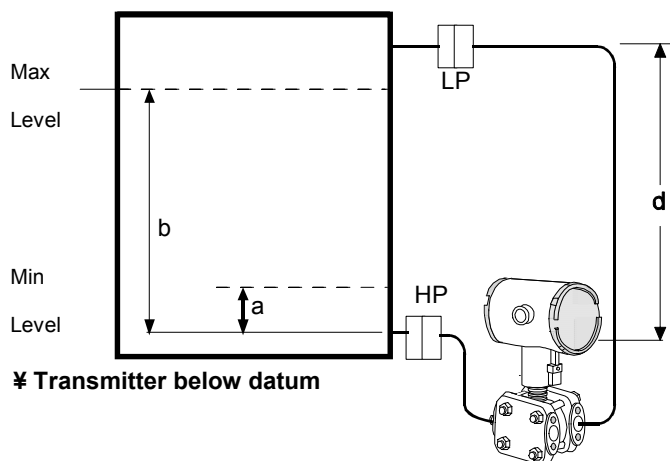 Max
Level
LP
d
b
Min
Level
a
HP
¥ Transmitter below datum